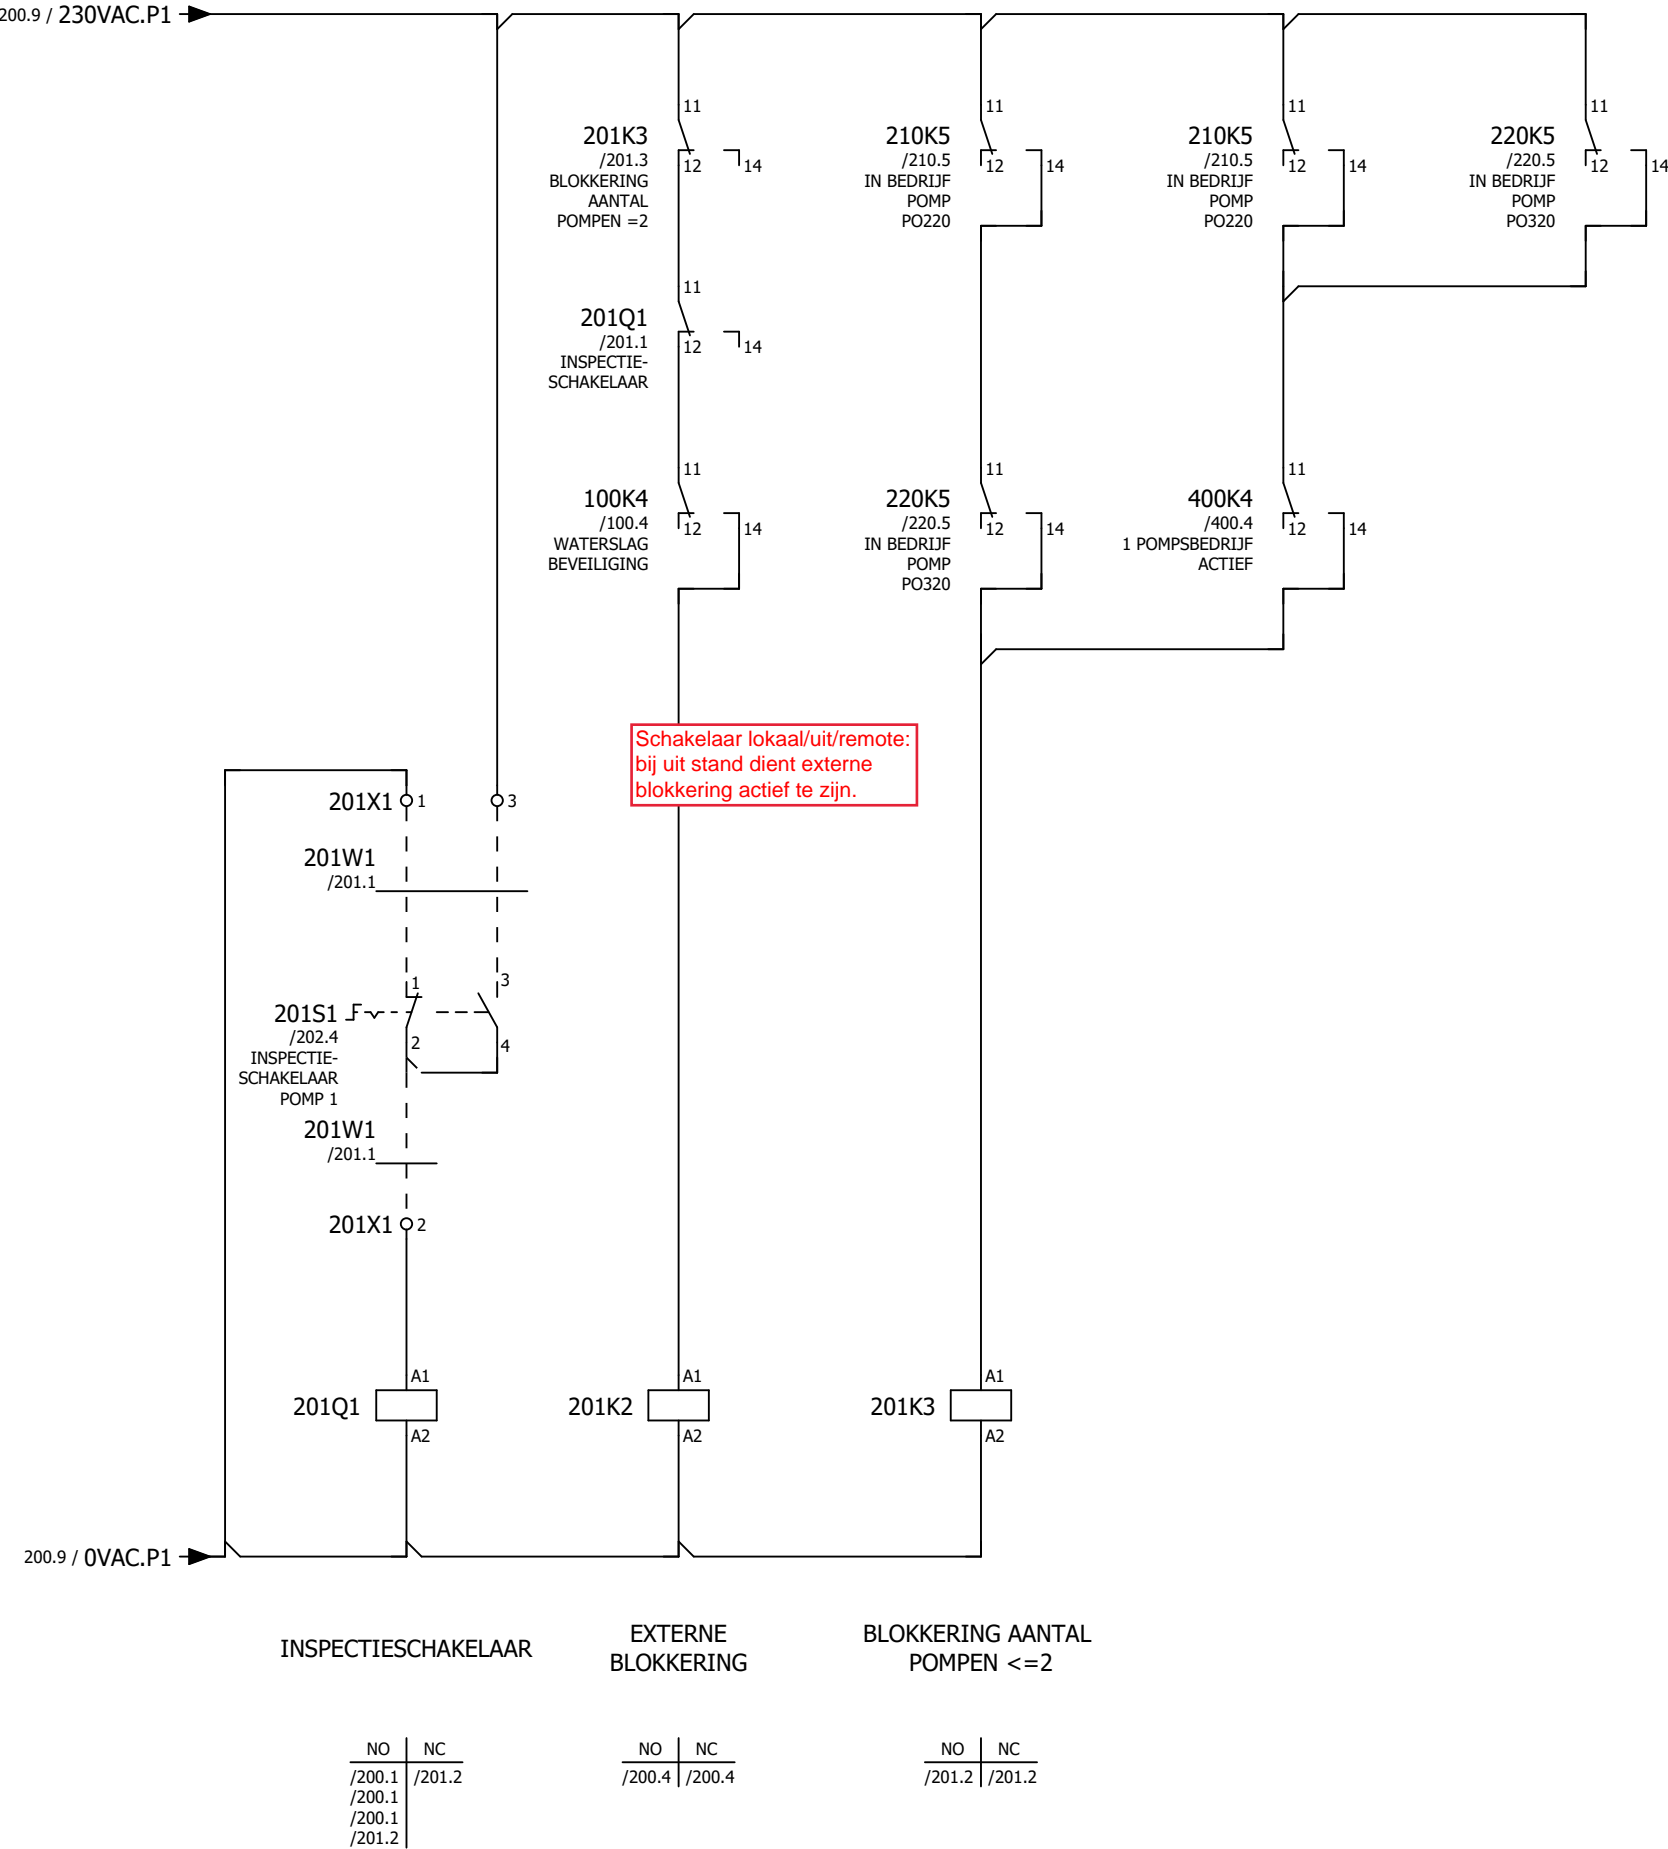 200.9 / 230VAC.P1
11
201K3
/201.3
BLOKKERING
AANTAL
POMPEN =2
12
14
11
210K5
/210.5
IN BEDRIJF
POMP
PO220
12
14
11
210K5
/210.5
IN BEDRIJF
POMP
PO220
12
14
11
220K5
/220.5
IN BEDRIJF
POMP
PO320
12
14
11
201Q1
/201.1
INSPECTIE-
SCHAKELAAR
12
14
11
100K4
/100.4
WATERSLAG
BEVEILIGING
12
14
11
220K5
/220.5
IN BEDRIJF
POMP
PO320
12
14
11
400K4
/400.4
1 POMPSBEDRIJF
ACTIEF
12
14
Schakelaar lokaal/uit/remote:
bij uit stand dient externe
blokkering actief te zijn.
201X1 1 3
201W1
/201.1
1 3
201S1
/202.4
INSPECTIE-
SCHAKELAAR
POMP 1
2 4
201W1
/201.1
201X1 2
A1
201Q1
A2
A1
201K2
A2
A1
201K3
A2
200.9 / 0VAC.P1
INSPECTIESCHAKELAAR
EXTERNE
BLOKKERING
BLOKKERING AANTAL
POMPEN <=2
NO NC
/200.1 /201.2
/200.1
/200.1
/201.2
NO NC
/200.4 /200.4
NO NC
/201.2 /201.2